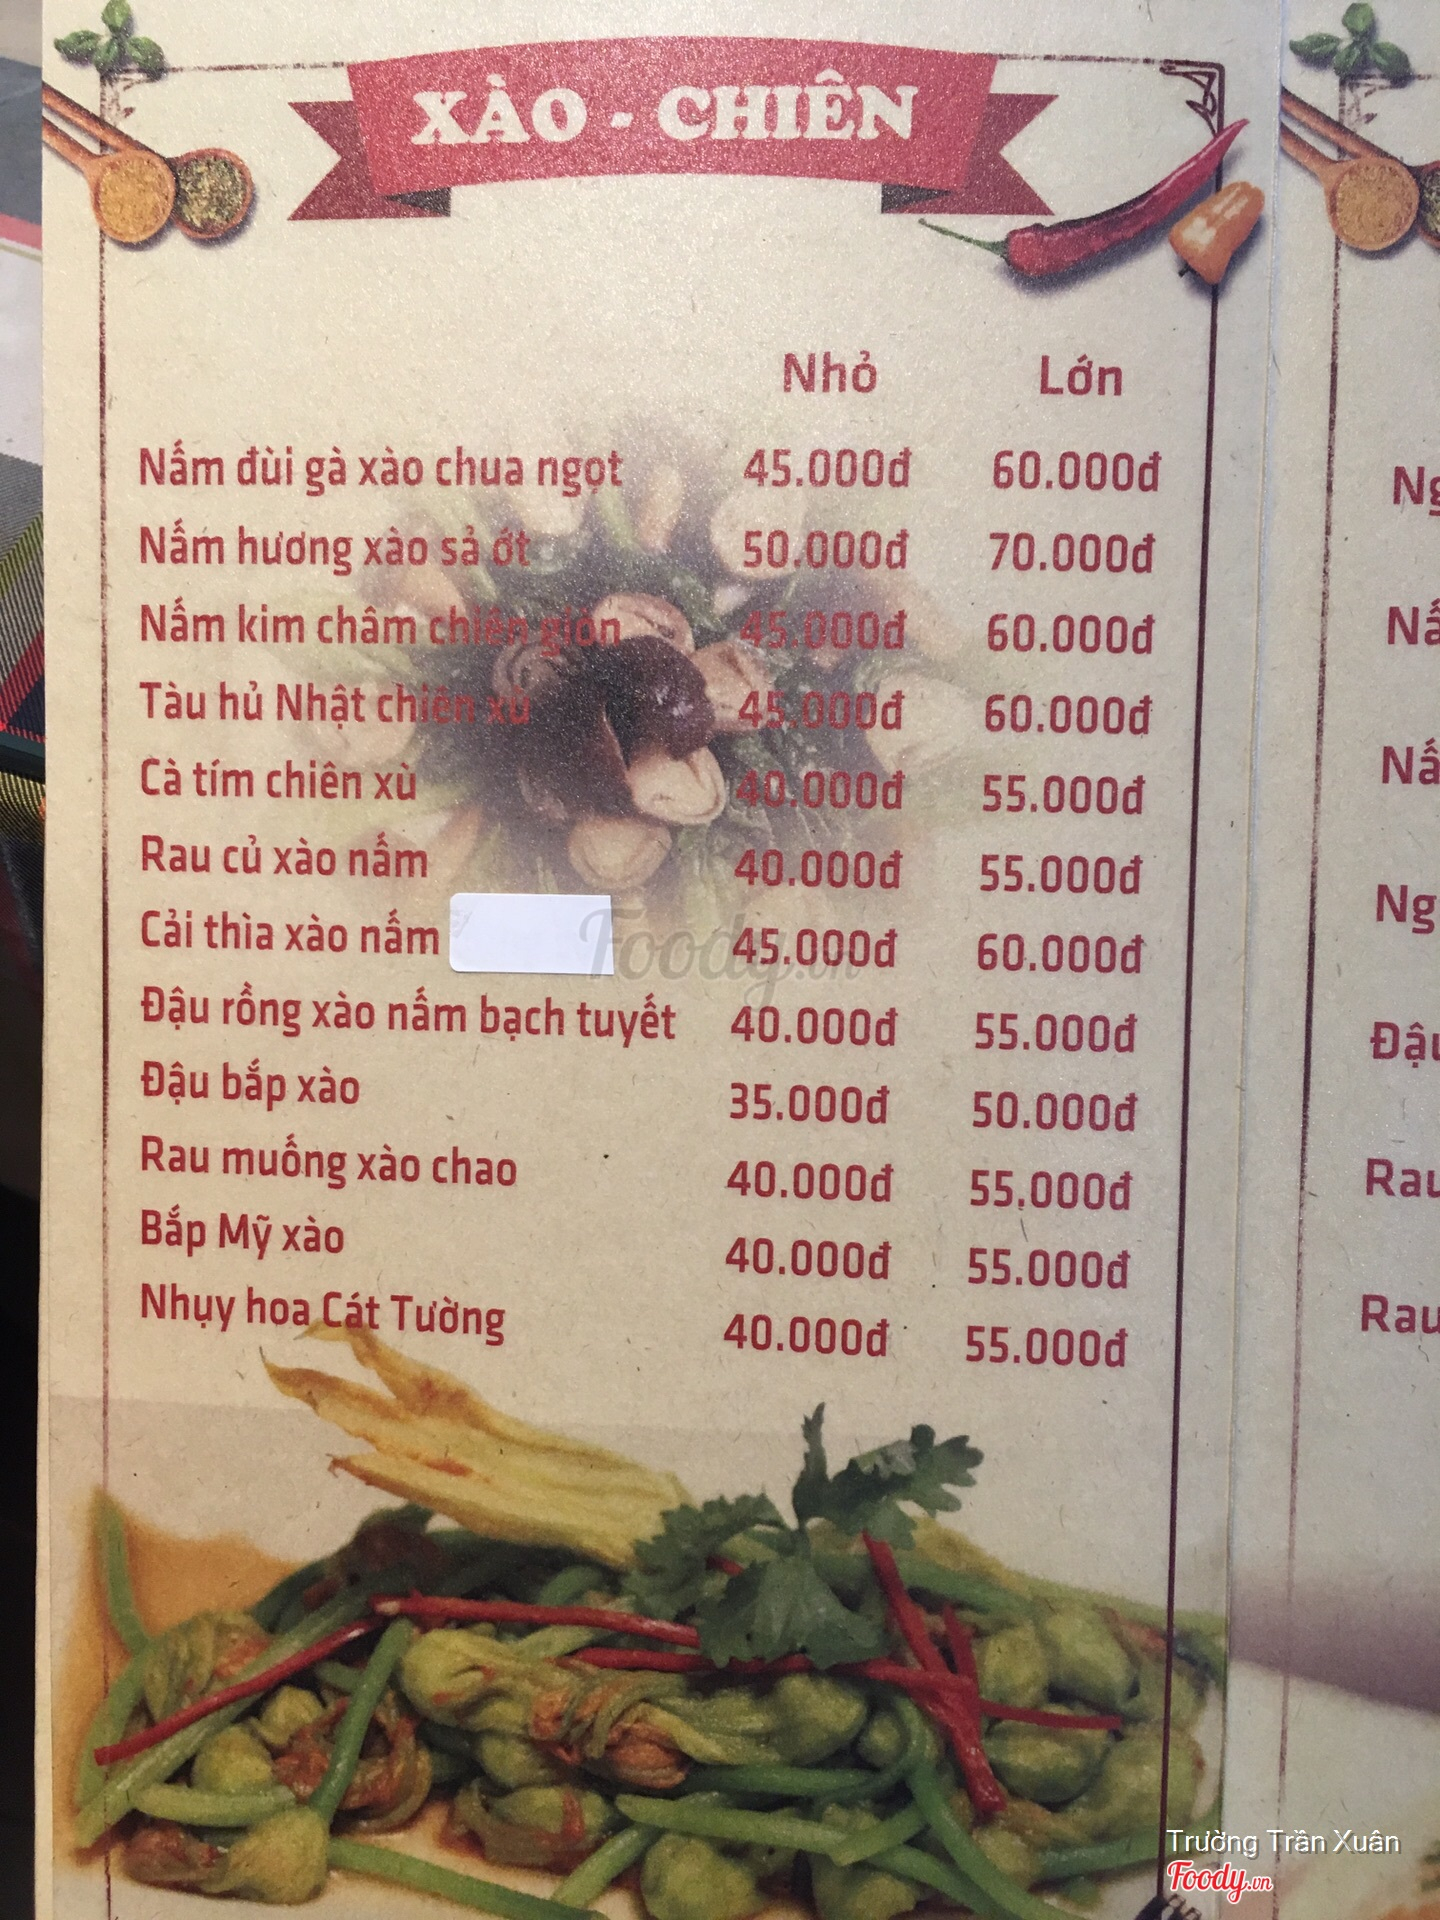 XÀO - CHIÊN
Nhỏ Lớn
Nấm đùi gà xào chua ngọt 45.000đ 60.000đ
Nấm hương xào sả ớt 50.000đ 70.000đ
Nấm kim châm chiên giòn 45.000đ 60.000đ
Tàu hủ Nhật chiên xù 45.000đ 60.000đ
Cà tím chiên xù 40.000đ 55.000đ
Rau củ xào nấm 40.000đ 55.000đ
Cải thìa xào nấm 45.000đ 60.000đ
Foody.vn
Đậu rồng xào nấm bạch tuyết 40.000đ 55.000đ
Đậu bắp xào 35.000đ 50.000đ
Rau muống xào chao 40.000đ 55.000đ
Bắp Mỹ xào 40.000đ 55.000đ
Nhụy hoa Cát Tường 40.000đ 55.000đ
Rau
Rau
Trường Trần Xuân
Foody.vn